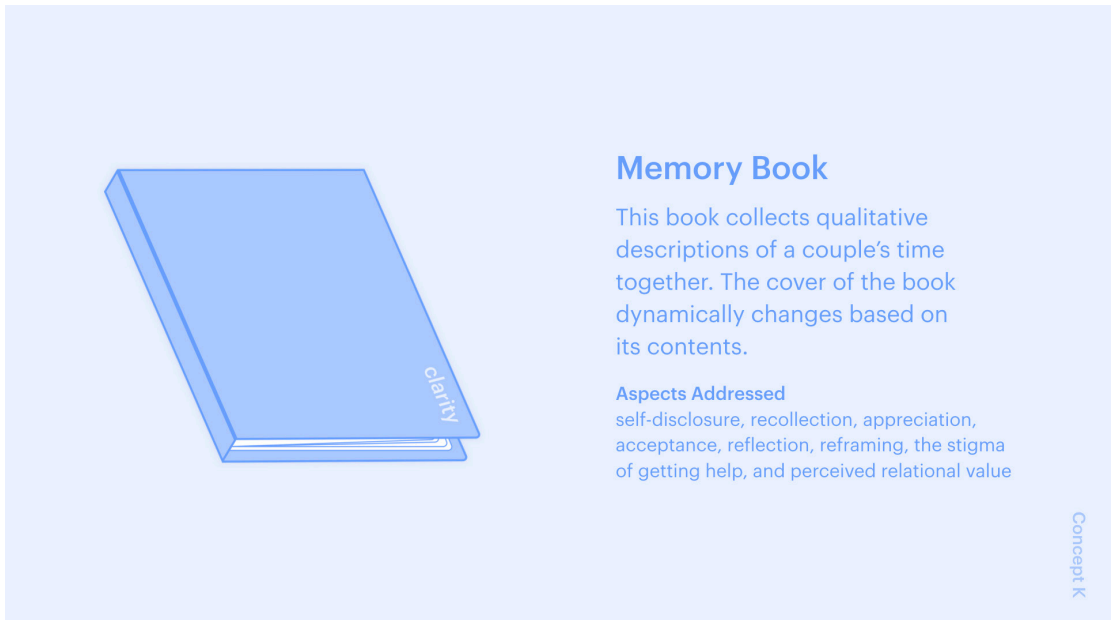 Memory Book
This book collects qualitative
descriptions of a couple’s time
together. The cover of the book
dynamically changes based on
its contents.
Aspects Addressed
self-disclosure, recollection, appreciation,
acceptance, reflection, reframing, the stigma
of getting help, and perceived relational value
clarity
Concept K